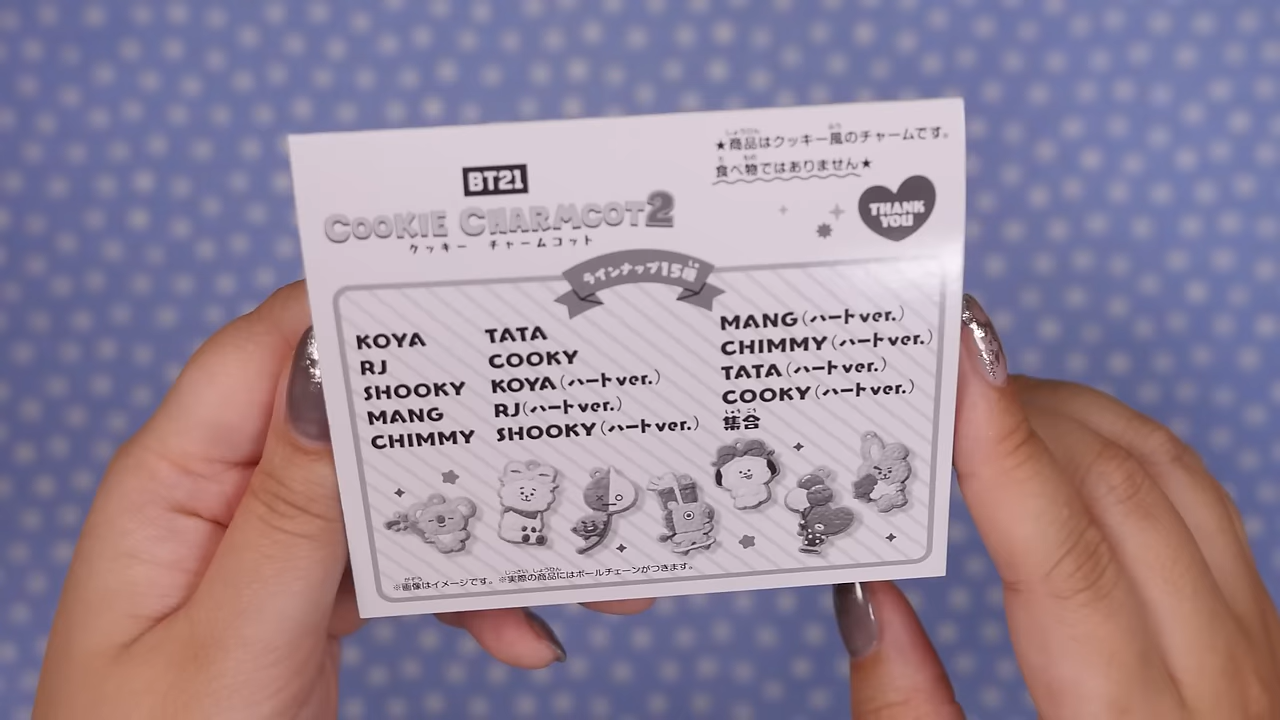 ★商品はクッキー風のチャームです。
食べ物ではありません★
BT21
COOKIE CHARMCOT2
クッキー チャームコット
THANK
YOU
ラインナップ15種
KOYA
RJ
SHOOKY
MANG
CHIMMY
TATA
COOKY
KOYA(ハートver.)
RJ(ハートver.)
SHOOKY(ハートver.)
MANG(ハートver.)
CHIMMY(ハートver.)
TATA(ハートver.)
COOKY(ハートver.)
集合
※画像はイメージです。※実際の商品にはボールチェーンがつきます。